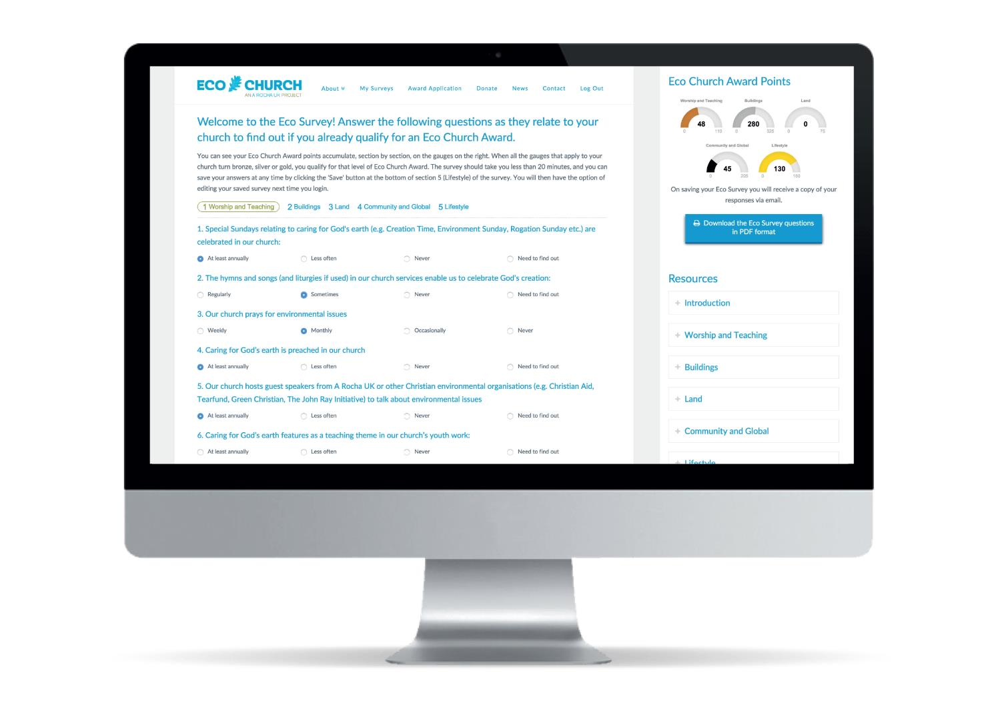 ECO CHURCH
AN A ROCHA UK PROJECT
About
My Surveys
Award Application
Donate
News
Contact
Log Out
Welcome to the Eco Survey! Answer the following questions as they relate to your
church to find out if you already qualify for an Eco Church Award.
You can see your Eco Church Award points accumulate, section by section, on the gauges on the right. When all the gauges that apply to your
church turn bronze, silver or gold, you qualify for that level of Eco Church Award. The survey should take you less than 20 minutes, and you can
save your answers at any time by clicking the 'Save' button at the bottom of section 5 (Lifestyle) of the survey. You will then have the option of
editing your saved survey next time you login.
1 Worship and Teaching 2 Buildings 3 Land 4 Community and Global 5 Lifestyle
1. Special Sundays relating to caring for God's earth (e.g. Creation Time, Environment Sunday, Rogation Sunday etc.) are
celebrated in our church:
At least annually Less often Never Need to find out
2. The hymns and songs (and liturgies if used) in our church services enable us to celebrate God's creation:
Regularly Sometimes Never Need to find out
3. Our church prays for environmental issues
Weekly Monthly Occasionally Never
4. Caring for God's earth is preached in our church
At least annually Less often Never Need to find out
5. Our church hosts guest speakers from A Rocha UK or other Christian environmental organisations (e.g. Christian Aid,
Tearfund, Green Christian, The John Ray Initiative) to talk about environmental issues
At least annually Less often Never Need to find out
6. Caring for God's earth features as a teaching theme in our church's youth work:
At least annually Less often Never Need to find out
Eco Church Award Points
Worship and Teaching Buildings Land
48 280 0
0 110 0 525 0 75
Community and Global Lifestyle
45 130
0 205 0 160
On saving your Eco Survey you will receive a copy of your
responses via email.
Download the Eco Survey questions
in PDF format
Resources
+ Introduction
+ Worship and Teaching
+ Buildings
+ Land
+ Community and Global
+ Lifestyle